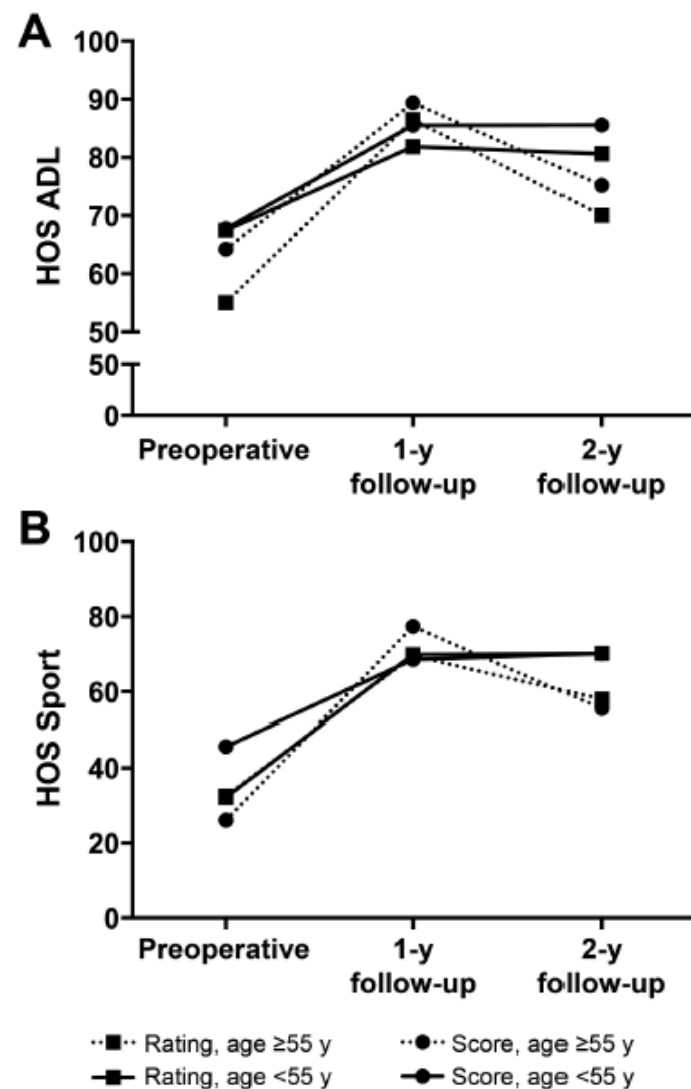 A
100
90
80
70
60
50
50
0
HOS ADL
Preoperative
1-y
follow-up
2-y
follow-up
B
100
80
60
40
20
0
HOS Sport
Preoperative
1-y
follow-up
2-y
follow-up
Rating, age ≥55 y
Score, age ≥55 y
Rating, age <55 y
Score, age <55 y